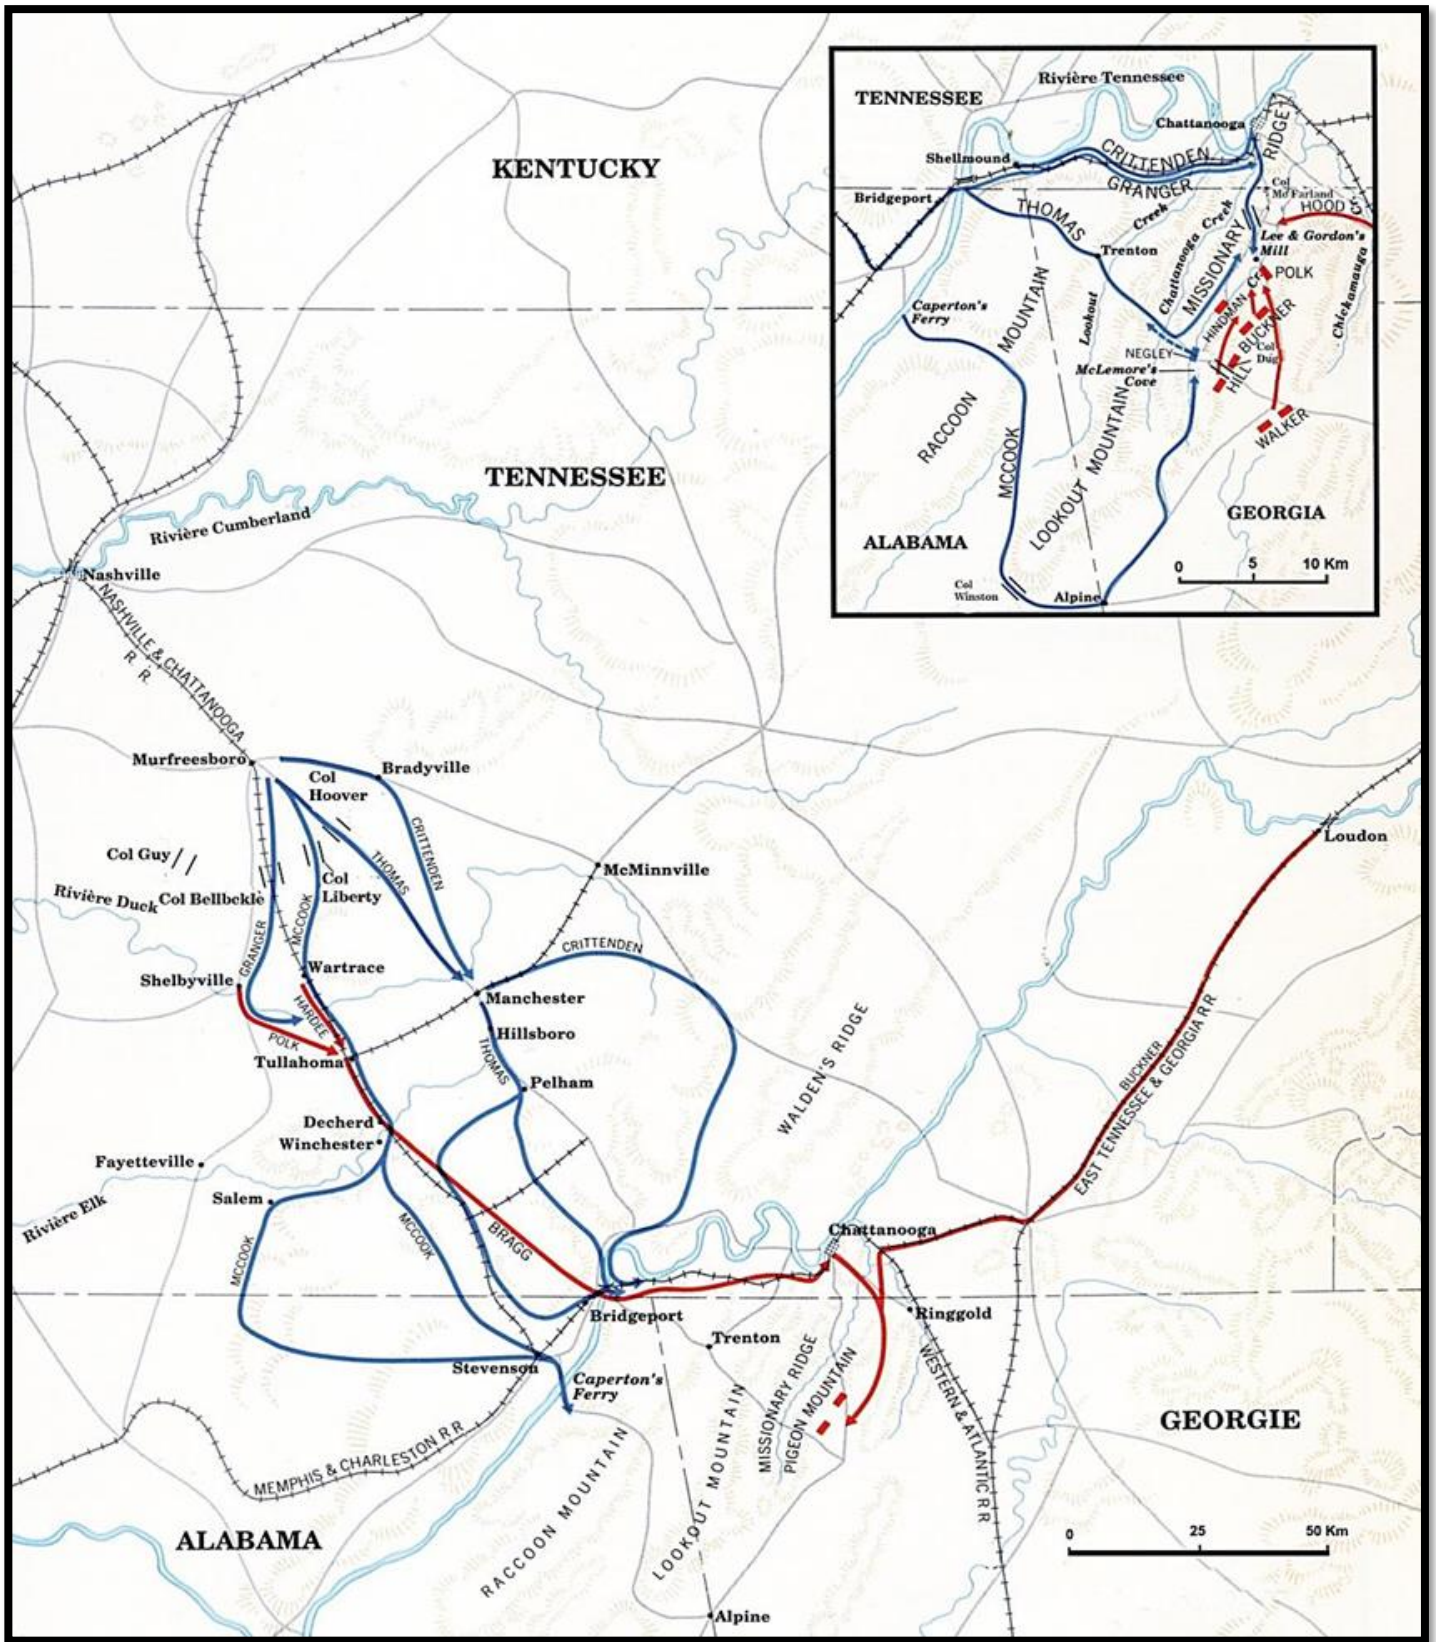 KENTUCKY
TENNESSEE
Rivière Cumberland
Nashville
NASHVILLE & CHATTANOOGA
R. R.
Murfreesboro
Col
Hoover
Bradyville
CRITTENDEN
THOMAS
Col Guy
Col
Liberty
McMinnville
Rivière Duck
Col Bellbckle
GRANGER
MCCOOK
CRITTENDEN
Shelbyville
Wartrace
HARDEE
POLK
Manchester
Hillsboro
THOMAS
Tullahoma
Pelham
Decherd
Winchester
Fayetteville
Salem
Rivière Elk
MCCOOK
MCCOOK
BRAGG
WALDEN'S RIDGE
Loudon
BUCKNER
EAST TENNESSEE & GEORGIA R R
Chattanooga
Bridgeport
Ringgold
Trenton
Stevenson
Caperton's
Ferry
MISSIONARY RIDGE
PIGEON MOUNTAIN
WESTERN & ATLANTIC R R
GEORGIE
MEMPHIS & CHARLESTON R R
ALABAMA
RACCOON MOUNTAIN
LOOKOUT MOUNTAIN
Alpine
0 25 50 Km
TENNESSEE
Rivière Tennessee
Chattanooga
RIDGE
Shellmound
CRITTENDEN
GRANGER
Bridgeport
THOMAS
Creek
Chattanooga Creek
Col
Mc Farland
HOOD
Cr.
Lee & Gordon's
Mill
Trenton
MISSIONARY
Cr.
POLK
Caperton's
Ferry
MOUNTAIN
Lookout
HINDMAN
BUCKNER
Chickamauga
NEGLEY
McLemore's
Cove
Col
Dug
HILL
RACCOON
MCCOOK
LOOKOUT MOUNTAIN
WALKER
GEORGIA
ALABAMA
0 5 10 Km
Col
Winston
Alpine